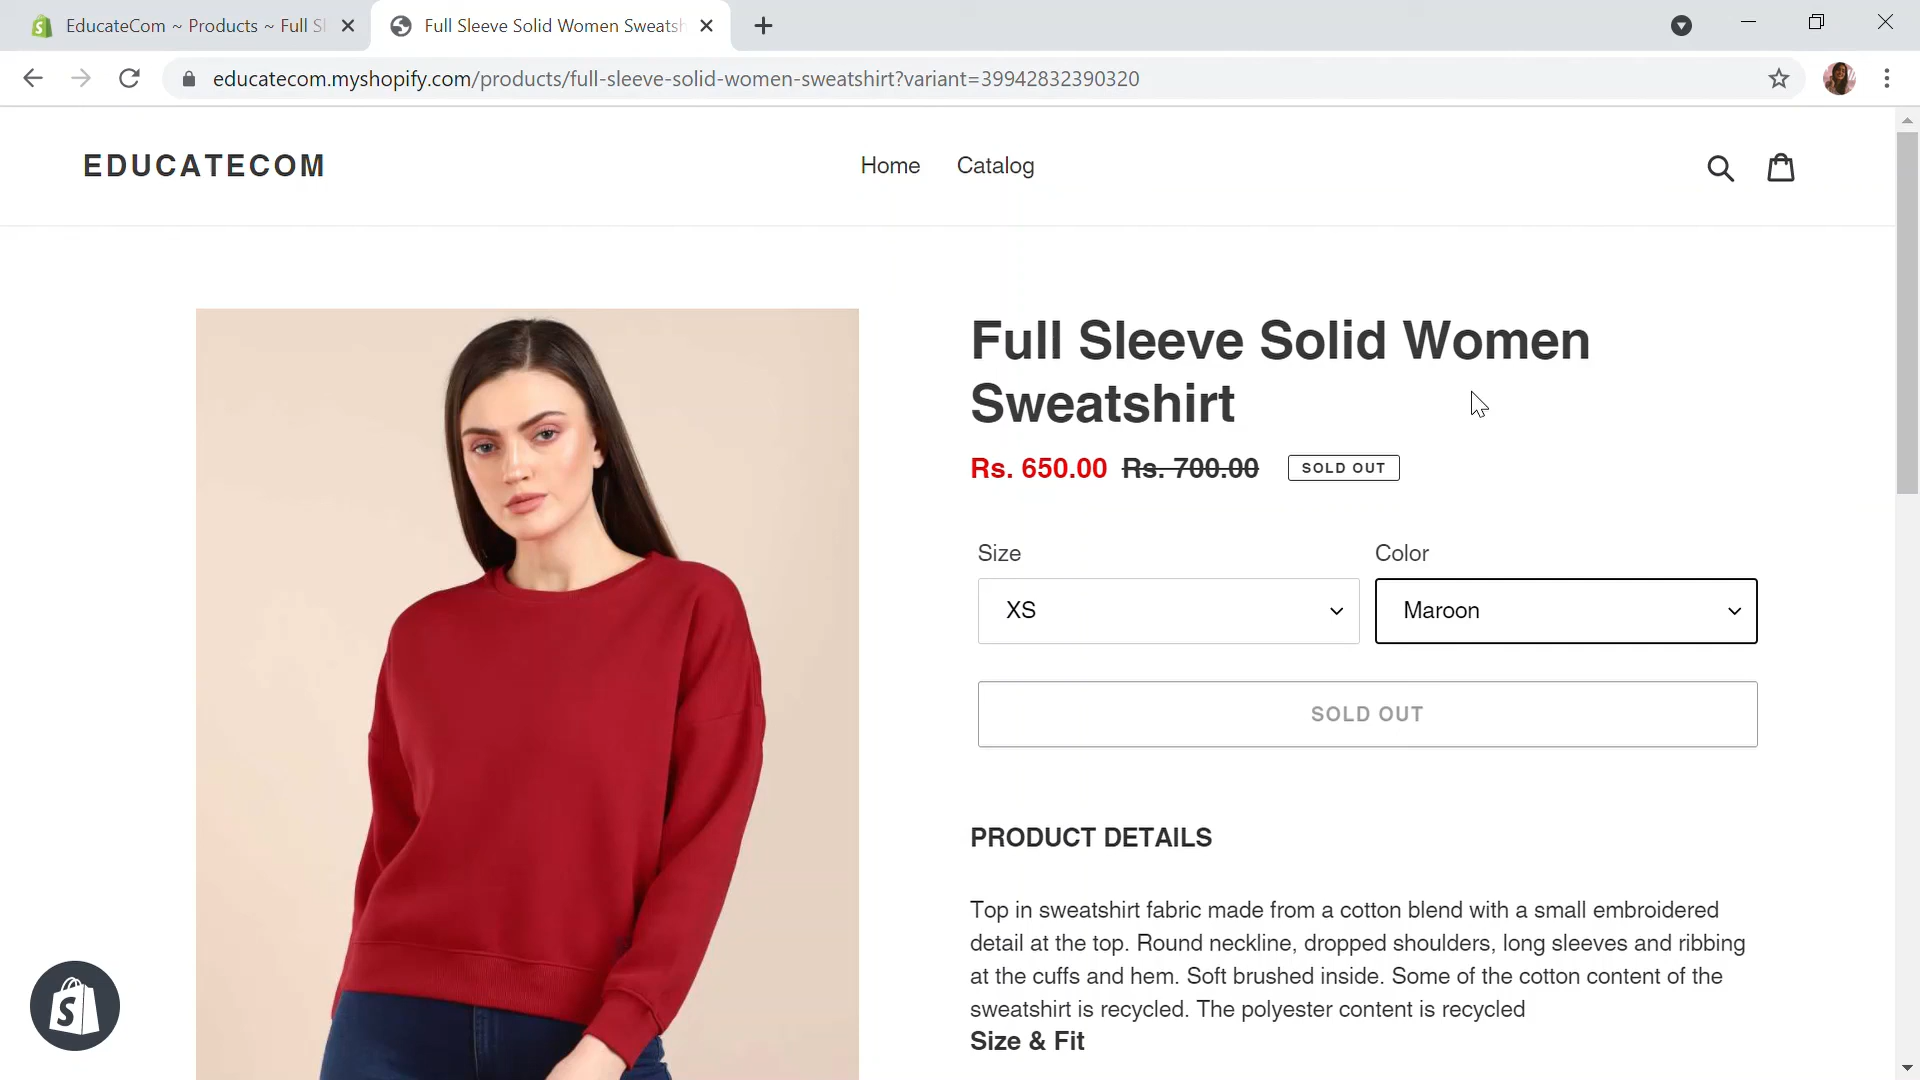 EducateCom ~ Products ~ Full Sl
Full Sleeve Solid Women Sweatsh
educatecom.myshopify.com/products/full-sleeve-solid-women-sweatshirt?variant=39942832390320
EDUCATECOM
Home
Catalog
Full Sleeve Solid Women
Sweatshirt
Rs. 650.00 Rs. 700.00 SOLD OUT
Size
Color
XS
Maroon
SOLD OUT
PRODUCT DETAILS
Top in sweatshirt fabric made from a cotton blend with a small embroidered
detail at the top. Round neckline, dropped shoulders, long sleeves and ribbing
at the cuffs and hem. Soft brushed inside. Some of the cotton content of the
sweatshirt is recycled. The polyester content is recycled
Size & Fit